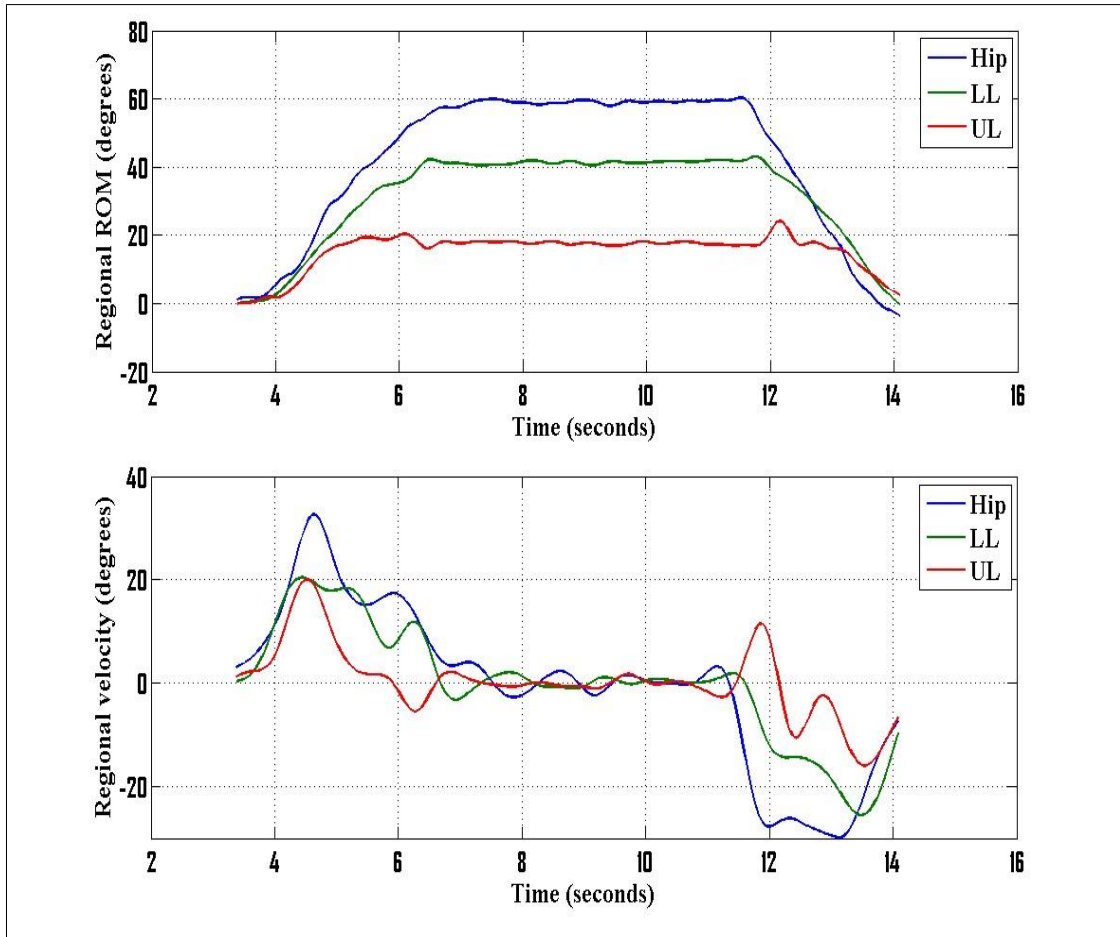 Regional ROM (degrees)
80
60
40
20
0
-20
2 4 6 8 10 12 14 16
Time (seconds)
Hip
LL
UL
Regional velocity (degrees)
40
20
0
-20
2 4 6 8 10 12 14 16
Time (seconds)
Hip
LL
UL